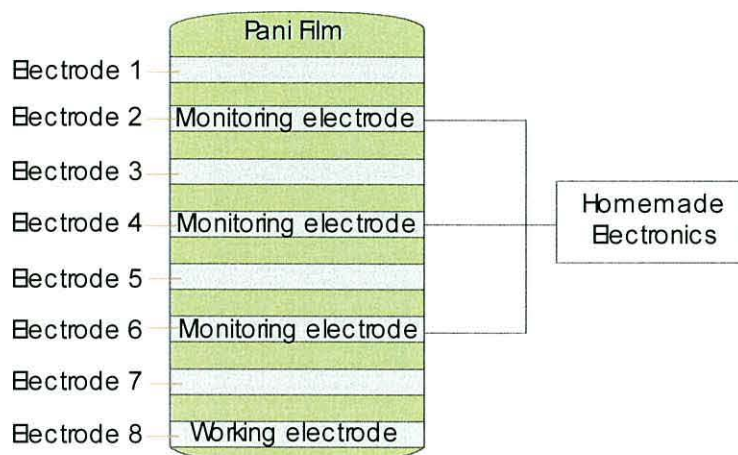 Pani Film
Electrode 1
Electrode 2
Monitoring electrode
Electrode 3
Electrode 4
Monitoring electrode
Electrode 5
Electrode 6
Monitoring electrode
Electrode 7
Electrode 8
Working electrode
Homemade
Electronics